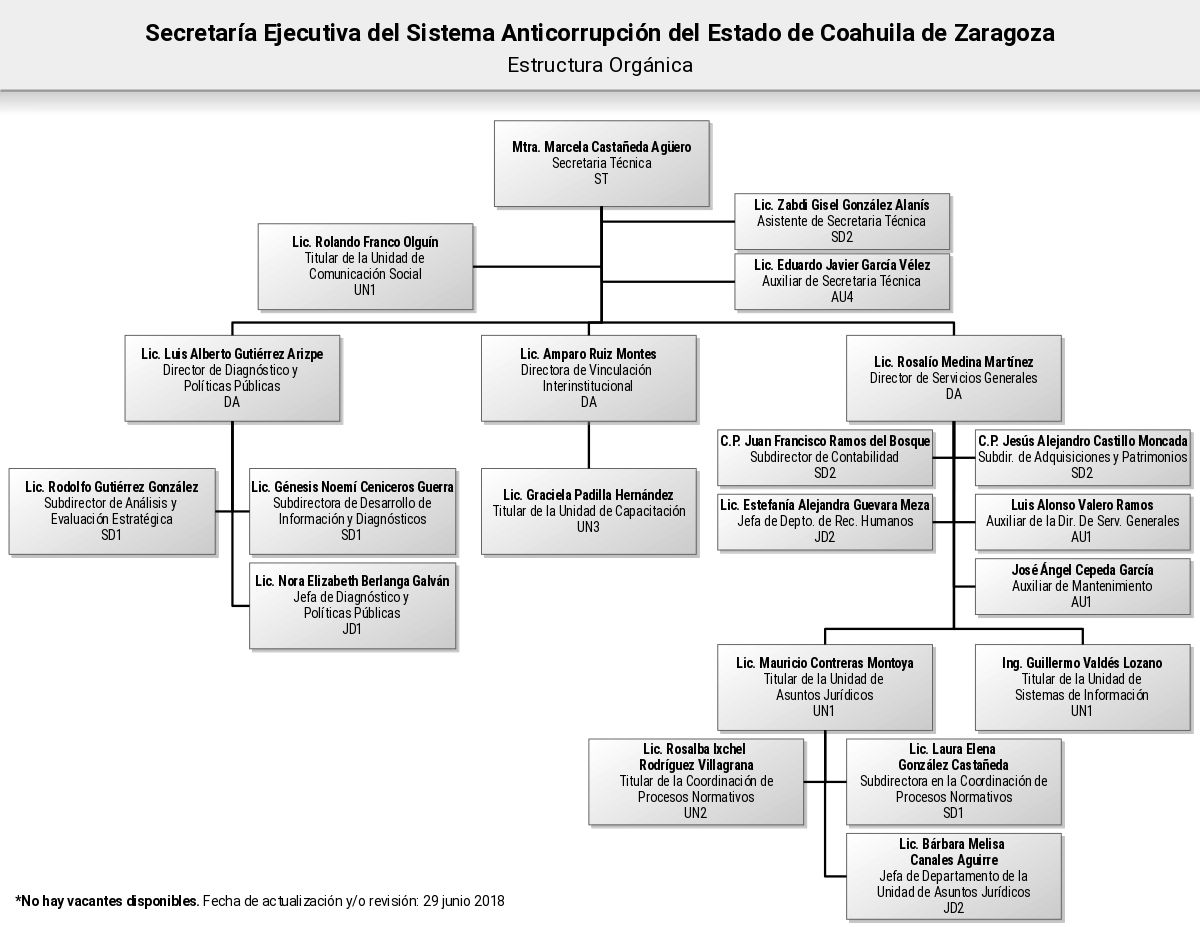 Secretaría Ejecutiva del Sistema Anticorrupción del Estado de Coahuila de Zaragoza
Estructura Orgánica
Mtra. Marcela Castañeda Agüero
Secretaria Técnica
ST
Lic. Zabdi Gisel González Alanís
Asistente de Secretaria Técnica
SD2
Lic. Rolando Franco Olguín
Titular de la Unidad de
Comunicación Social
UN1
Lic. Eduardo Javier García Vélez
Auxiliar de Secretaria Técnica
AU4
Lic. Luis Alberto Gutiérrez Arizpe
Director de Diagnóstico y
Políticas Públicas
DA
Lic. Amparo Ruiz Montes
Directora de Vinculación
Interinstitucional
DA
Lic. Rosalío Medina Martínez
Director de Servicios Generales
DA
Lic. Rodolfo Gutiérrez González
Subdirector de Análisis y
Evaluación Estratégica
SD1
Lic. Génesis Noemí Ceniceros Guerra
Subdirectora de Desarrollo de
Información y Diagnósticos
SD1
Lic. Nora Elizabeth Berlanga Galván
Jefa de Diagnóstico y
Políticas Públicas
JD1
Lic. Graciela Padilla Hernández
Titular de la Unidad de Capacitación
UN3
C.P. Juan Francisco Ramos del Bosque
Subdirector de Contabilidad
SD2
C.P. Jesús Alejandro Castillo Moncada
Subdir. de Adquisiciones y Patrimonios
SD2
Lic. Estefanía Alejandra Guevara Meza
Jefa de Depto. de Rec. Humanos
JD2
Luis Alonso Valero Ramos
Auxiliar de la Dir. De Serv. Generales
AU1
José Ángel Cepeda García
Auxiliar de Mantenimiento
AU1
Lic. Mauricio Contreras Montoya
Titular de la Unidad de
Asuntos Jurídicos
UN1
Ing. Guillermo Valdés Lozano
Titular de la Unidad de
Sistemas de Información
UN1
Lic. Rosalba Ixchel
Rodríguez Villagrana
Titular de la Coordinación de
Procesos Normativos
UN2
Lic. Laura Elena
González Castañeda
Subdirectora en la Coordinación de
Procesos Normativos
SD1
Lic. Bárbara Melisa
Canales Aguirre
Jefa de Departamento de la
Unidad de Asuntos Jurídicos
JD2
*No hay vacantes disponibles. Fecha de actualización y/o revisión: 29 junio 2018